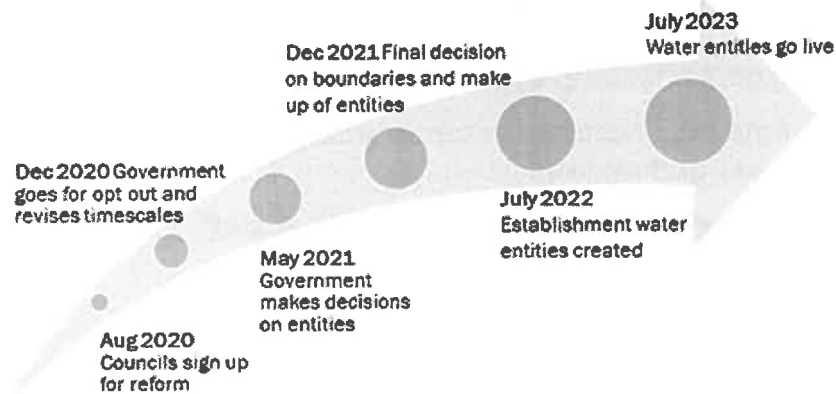 July 2023
Water entities go live
Dec 2021 Final decision
on boundaries and make
up of entities
Dec 2020 Government
goes for opt out and
revises timescales
July 2022
Establishment water
entities created
May 2021
Government
makes decisions
on entities
Aug 2020
Councils sign up
for reform